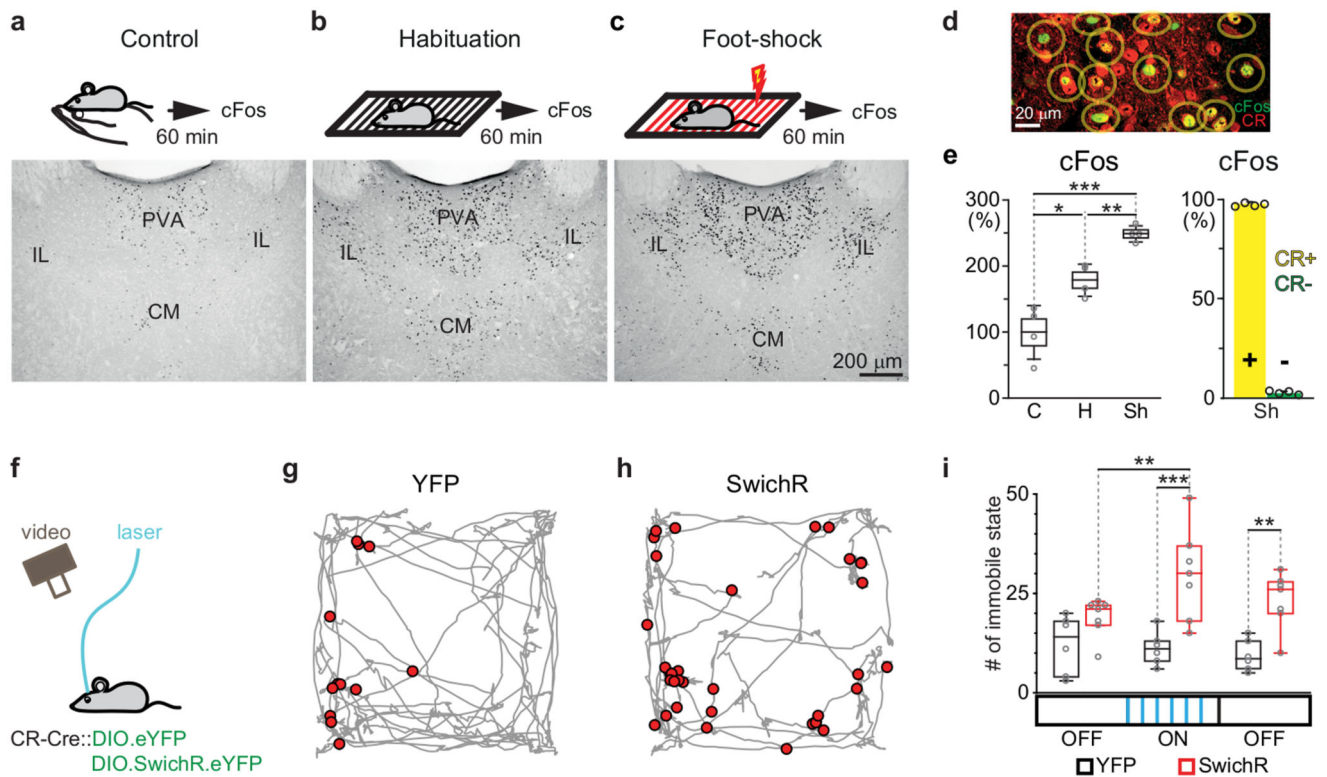 a
Control
cFos
60 min
PVA
IL
IL
CM
b
Habituation
cFos
60 min
PVA
IL
IL
CM
c
Foot-shock
cFos
60 min
PVA
IL
IL
CM
200 µm
d
cFos
CR
20 µm
e
cFos
***
* **
300
(%)
200
100
0
C H Sh
cFos
100
(%)
50
0
CR+
CR-
+ -
Sh
f
video
laser
CR-Cre::DIO.eYFP
DIO.SwichR.eYFP
g
YFP
h
SwichR
i
**
***
**
# of immobile state
50
25
0
OFF ON OFF
YFP SwichR